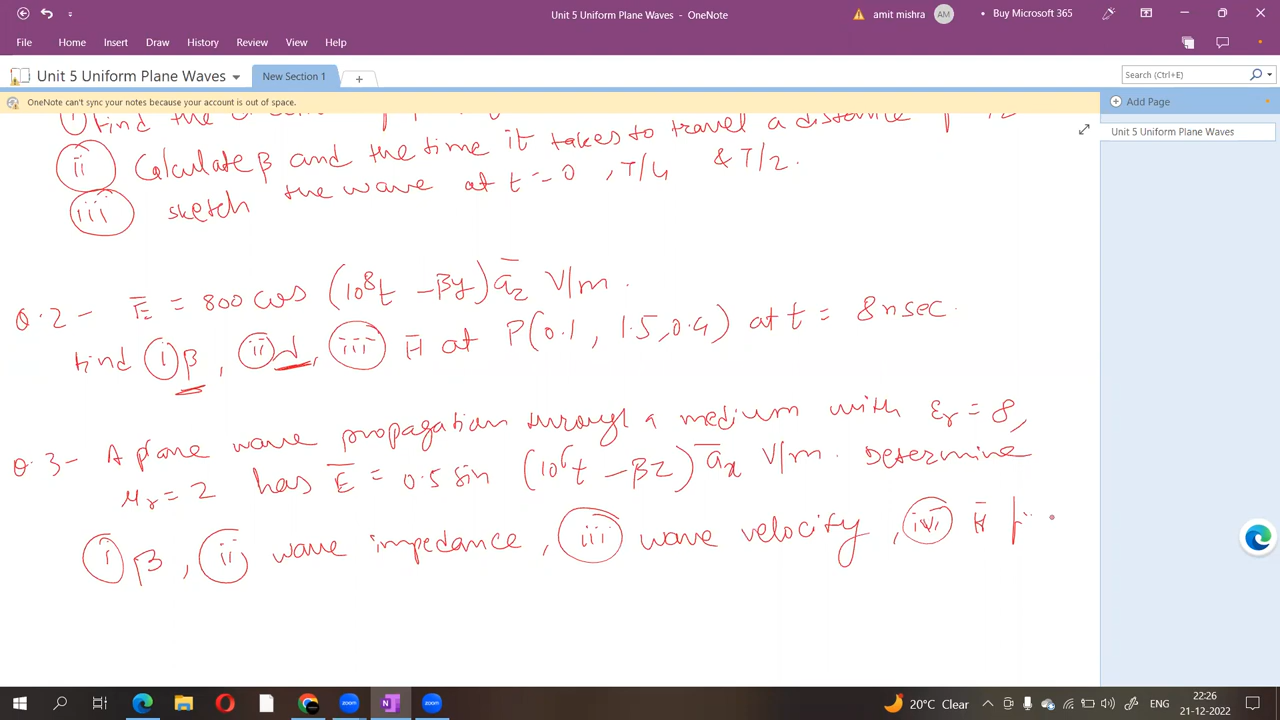 Unit 5 Uniform Plane Waves - OneNote
amit mishra
AM
Buy Microsoft 365
File Home Insert Draw History Review View Help
Unit 5 Uniform Plane Waves
New Section 1
Search (Ctrl+E)
OneNote can't sync your notes because your account is out of space.
Add Page
Unit 5 Uniform Plane Waves
(i) find the
(ii) Calculate β and the time it takes to travel a distance
(iii) sketch the wave at t = 0, T/4 & T/2.
Q.2- E̅ = 800 cos (10⁸t - βy) a̅z V/m.
find (i) β, (ii) λ, (iii) H̅ at P(0.1, 1.5, 0.4) at t = 8 nsec.
Q.3- A plane wave propagation through a medium with εr = 8,
μr = 2 has E̅ = 0.5 sin (10⁶t - βz) a̅x V/m. Determine
(i) β, (ii) wave impedance, (iii) wave velocity, (iv) H̅
20°C Clear
22:26
21-12-2022